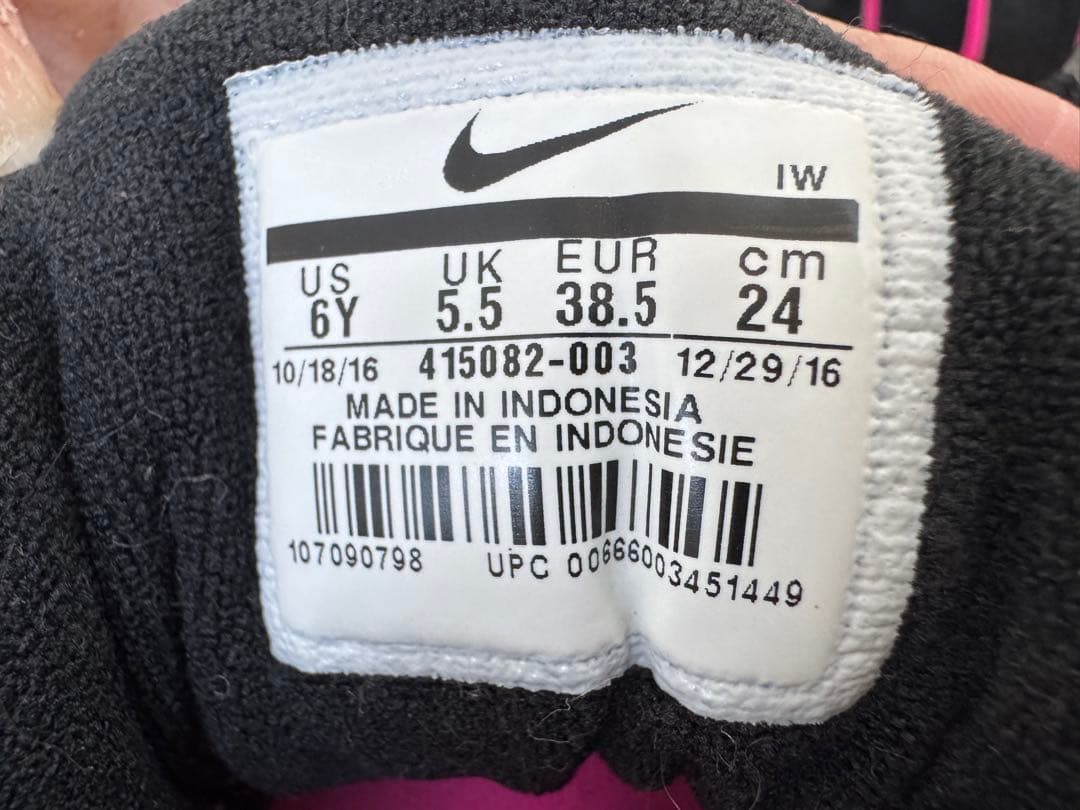 IW
US UK EUR cm
6Y 5.5 38.5 24
10/18/16 415082-003 12/29/16
MADE IN INDONESIA
FABRIQUE EN INDONESIE
107090798 UPC 00666003451449